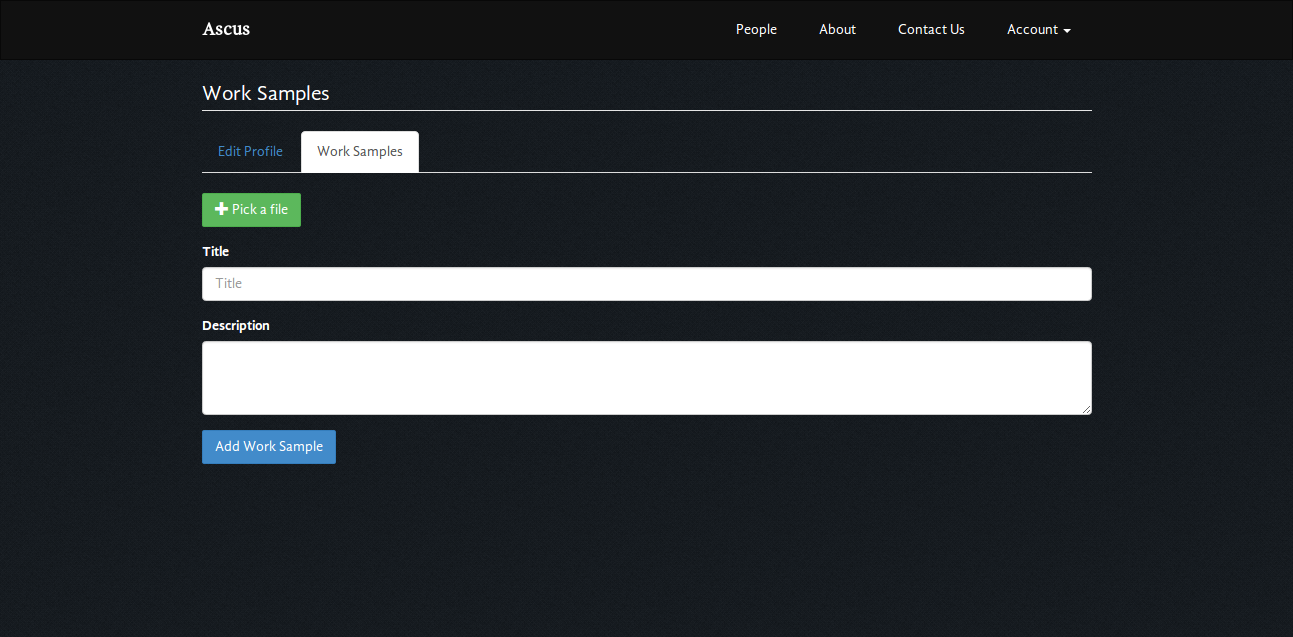 Ascus People About Contact Us Account
Work Samples
Edit Profile Work Samples
Pick a file
Title
Title
Description
Add Work Sample